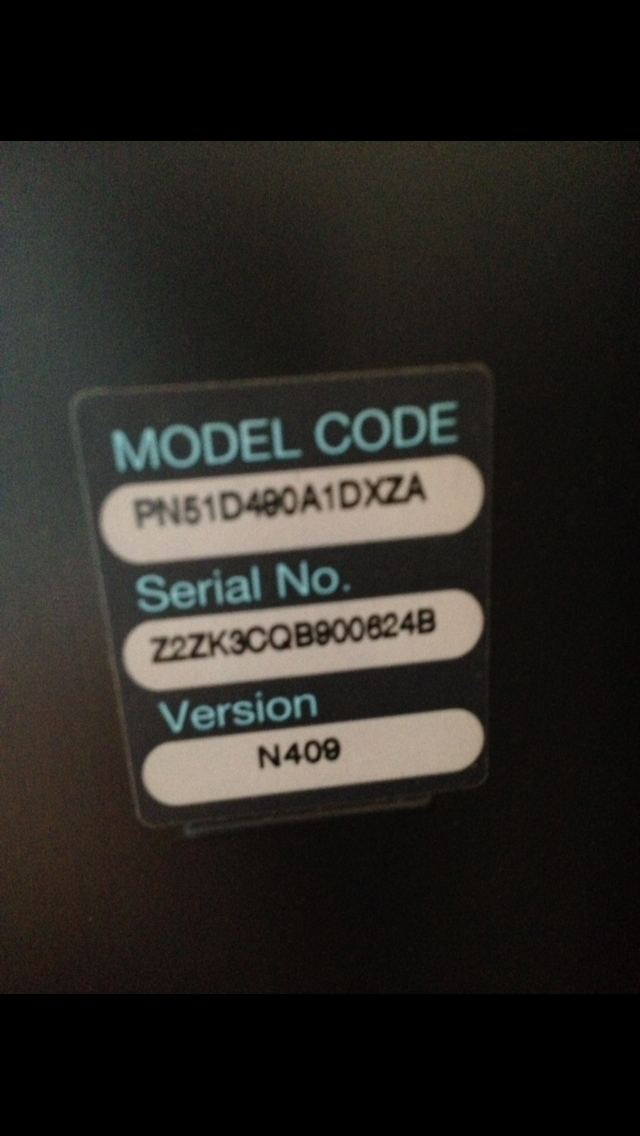 MODEL CODE
PN51D490A1DXZA
Serial No.
Z2ZK3CQB900624B
Version
N409